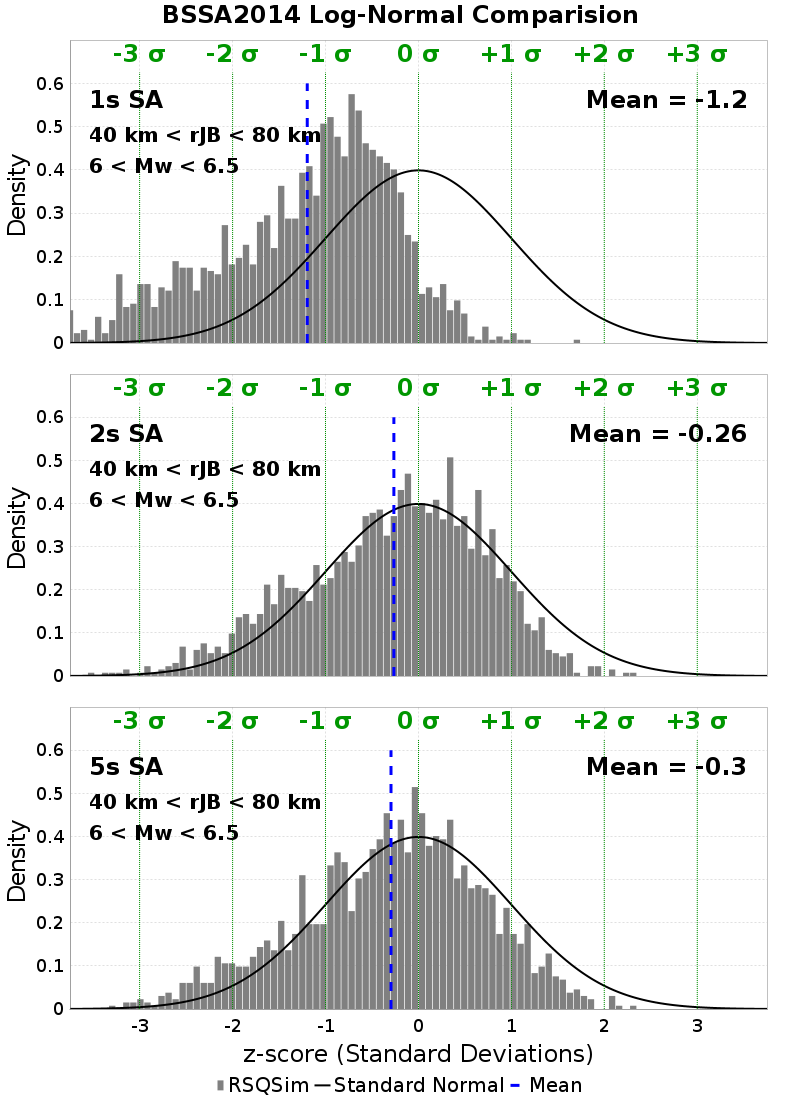 BSSA2014 Log-Normal Comparision
-3 σ -2 σ -1 σ 0 σ +1 σ +2 σ +3 σ
0.6
1s SA Mean = -1.2
0.5
40 km < rJB < 80 km
6 < Mw < 6.5
0.4
Density
0.3
0.2
0.1
0
-3 σ -2 σ -1 σ 0 σ +1 σ +2 σ +3 σ
0.6
2s SA Mean = -0.26
0.5
40 km < rJB < 80 km
6 < Mw < 6.5
0.4
Density
0.3
0.2
0.1
0
-3 σ -2 σ -1 σ 0 σ +1 σ +2 σ +3 σ
0.6
5s SA Mean = -0.3
0.5
40 km < rJB < 80 km
6 < Mw < 6.5
0.4
Density
0.3
0.2
0.1
0
-3 -2 -1 0 1 2 3
z-score (Standard Deviations)
RSQSim Standard Normal Mean